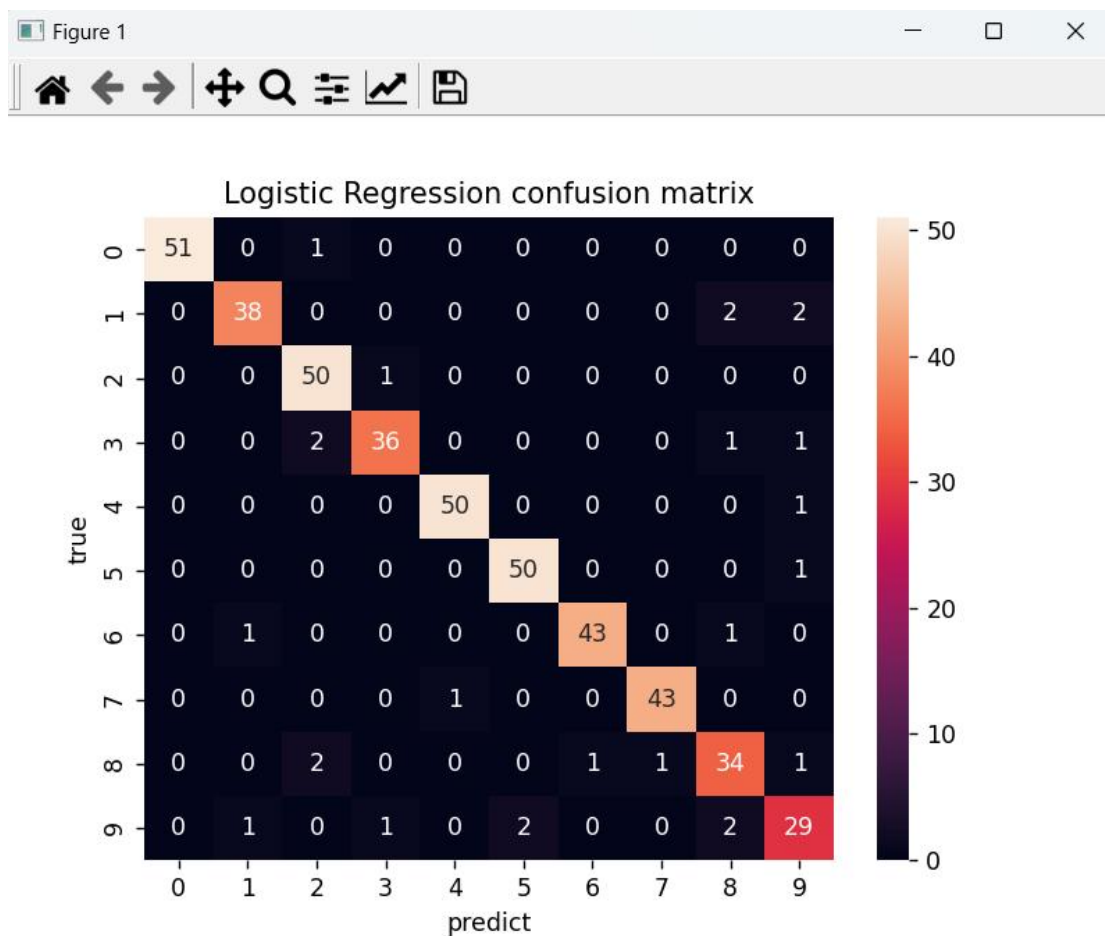 Figure 1
Logistic Regression confusion matrix
0 51 0 1 0 0 0 0 0 0 0
1 0 38 0 0 0 0 0 0 2 2
2 0 0 50 1 0 0 0 0 0 0
3 0 0 2 36 0 0 0 0 1 1
4 0 0 0 0 50 0 0 0 0 1
5 0 0 0 0 0 50 0 0 0 1
6 0 1 0 0 0 0 43 0 1 0
7 0 0 0 0 1 0 0 43 0 0
8 0 0 2 0 0 0 1 1 34 1
9 0 1 0 1 0 2 0 0 2 29
0 1 2 3 4 5 6 7 8 9
predict
true
50
40
30
20
10
0